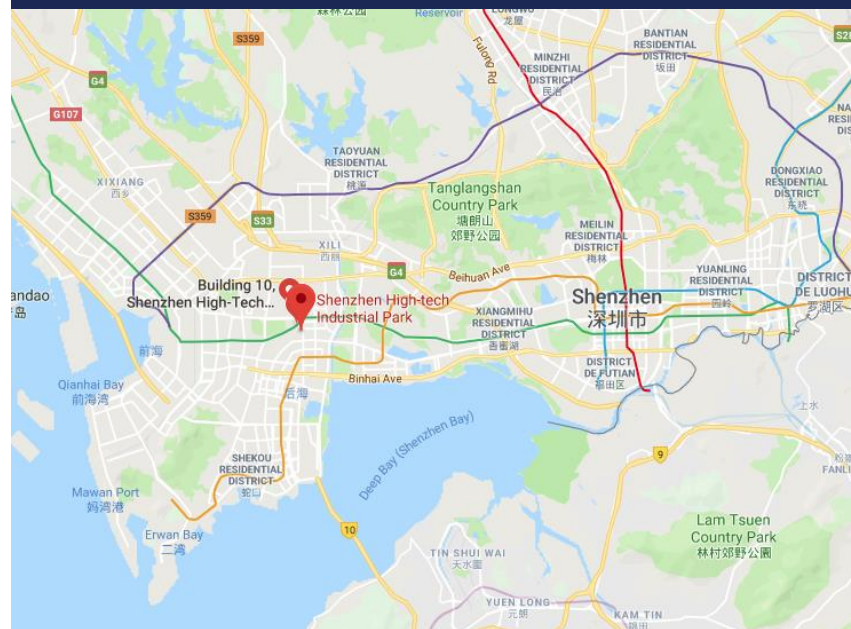 Reservoir
龙屋
S359
Fulong Rd
BANTIAN
RESIDENTIAL
DISTRICT
坂田
MINZHI
RESIDENTIAL
DISTRICT
民治
G4
G107
TAOYUAN
RESIDENTIAL
DISTRICT
桃源
XIXIANG
西乡
DONGXIAO
RESIDENTIAL
DISTRICT
东晓
Tanglangshan
Country Park
塘朗山
郊野公园
S359
S33
MEILIN
RESIDENTIAL
DISTRICT
梅林
XILI
西丽
G4
Beihuan Ave
YUANLING
RESIDENTIAL
DISTRICT
园岭
DISTRICT
DE LUOHU
罗湖区
Building 10,
Shenzhen High-Tech...
Shenzhen High-tech
Industrial Park
andao
岛
Shenzhen
深圳市
XIANGMIHU
RESIDENTIAL
DISTRICT
香蜜湖
前海
Binhai Ave
DISTRICT
DE FUTIAN
福田区
Qianhai Bay
前海湾
后海
上水
Deep Bay (Shenzhen Bay)
SHEKOU
RESIDENTIAL
DISTRICT
蛇口
9
FANLI
Mawan Port
妈湾港
Erwan Bay
二湾
10
Lam Tsuen
Country Park
林村郊野公園
TIN SHUI WAI
天水圍
YUEN LONG
元朗
KAM TIN